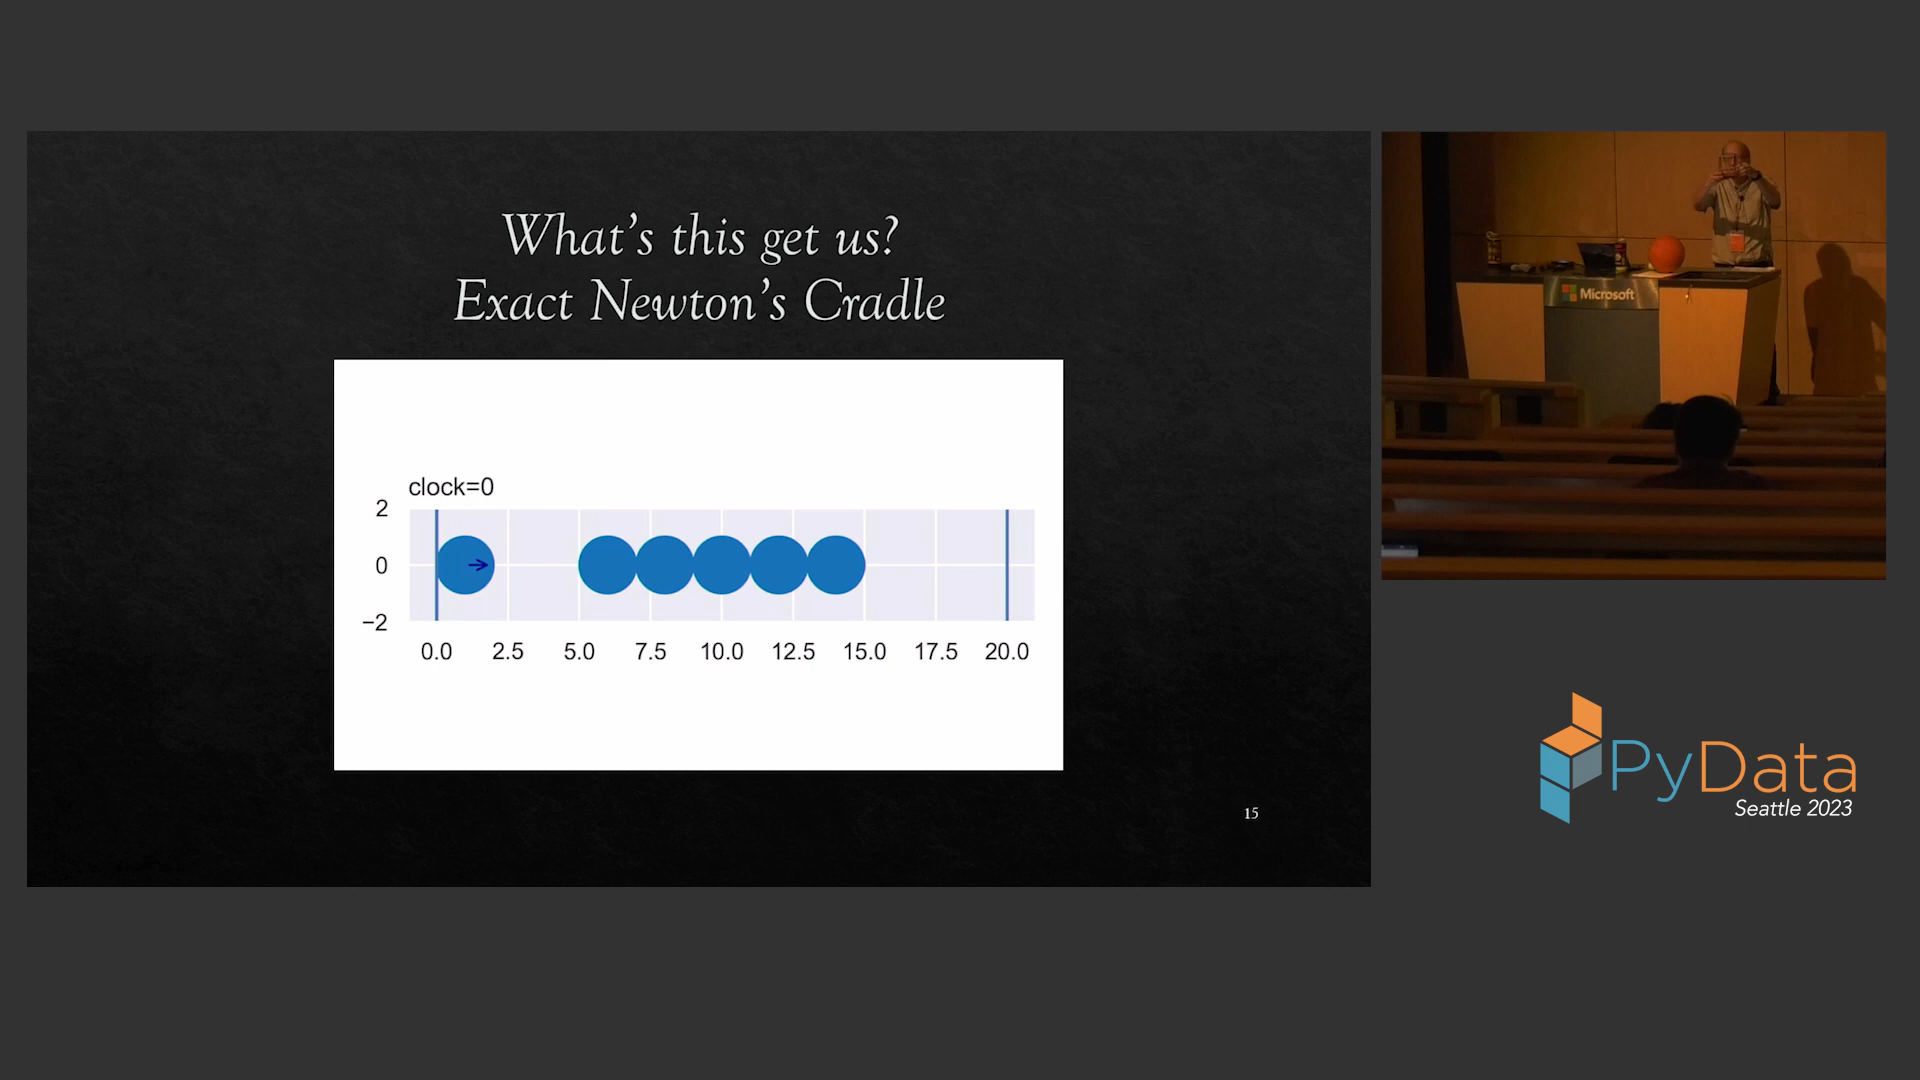 What's this get us?
Exact Newton's Cradle
clock=0
2
0
−2
0.0 2.5 5.0 7.5 10.0 12.5 15.0 17.5 20.0
15
Microsoft
PyData
Seattle 2023